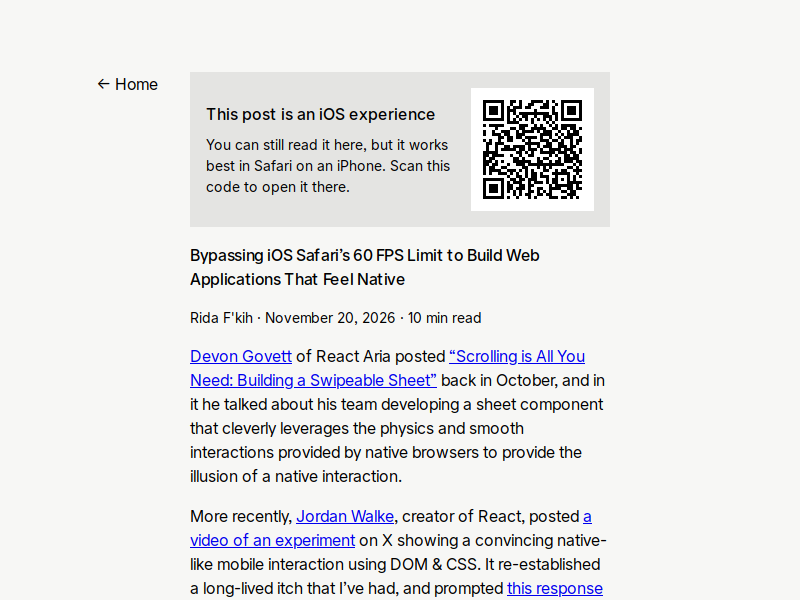 ← Home
This post is an iOS experience
You can still read it here, but it works
best in Safari on an iPhone. Scan this
code to open it there.
Bypassing iOS Safari’s 60 FPS Limit to Build Web
Applications That Feel Native
Rida F'kih · November 20, 2026 · 10 min read
Devon Govett of React Aria posted “Scrolling is All You
Need: Building a Swipeable Sheet” back in October, and in
it he talked about his team developing a sheet component
that cleverly leverages the physics and smooth
interactions provided by native browsers to provide the
illusion of a native interaction.
More recently, Jordan Walke, creator of React, posted a
video of an experiment on X showing a convincing native-
like mobile interaction using DOM & CSS. It re-established
a long-lived itch that I’ve had, and prompted this response